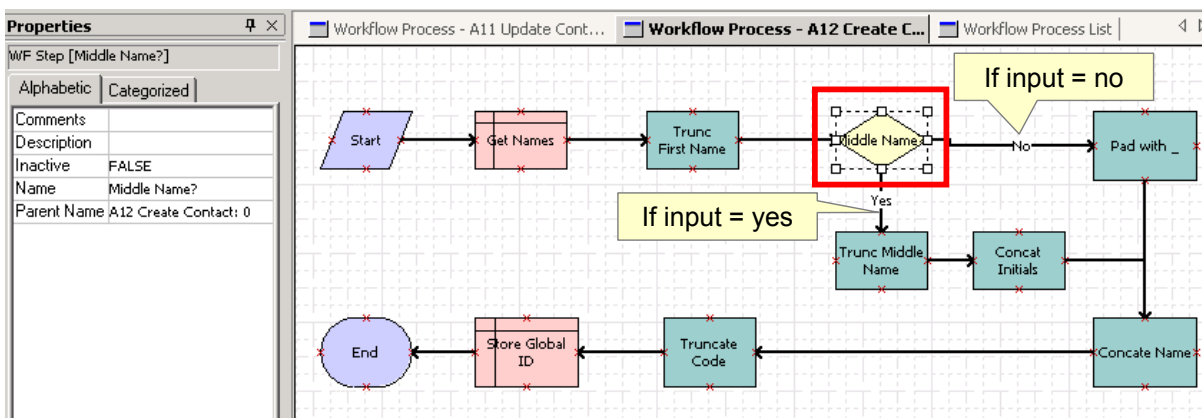 Properties
WF Step [Middle Name?]
Alphabetic
Categorized
Comments
Description
Inactive FALSE
Name Middle Name?
Parent Name A12 Create Contact: 0
Workflow Process - A11 Update Cont...
Workflow Process - A12 Create C...
Workflow Process List
If input = no
Start
Get Names
Trunc
First Name
Middle Name?
No
Pad with _
If input = yes
Yes
Trunc Middle
Name
Concat
Initials
End
Store Global
ID
Truncate
Code
Concate Name